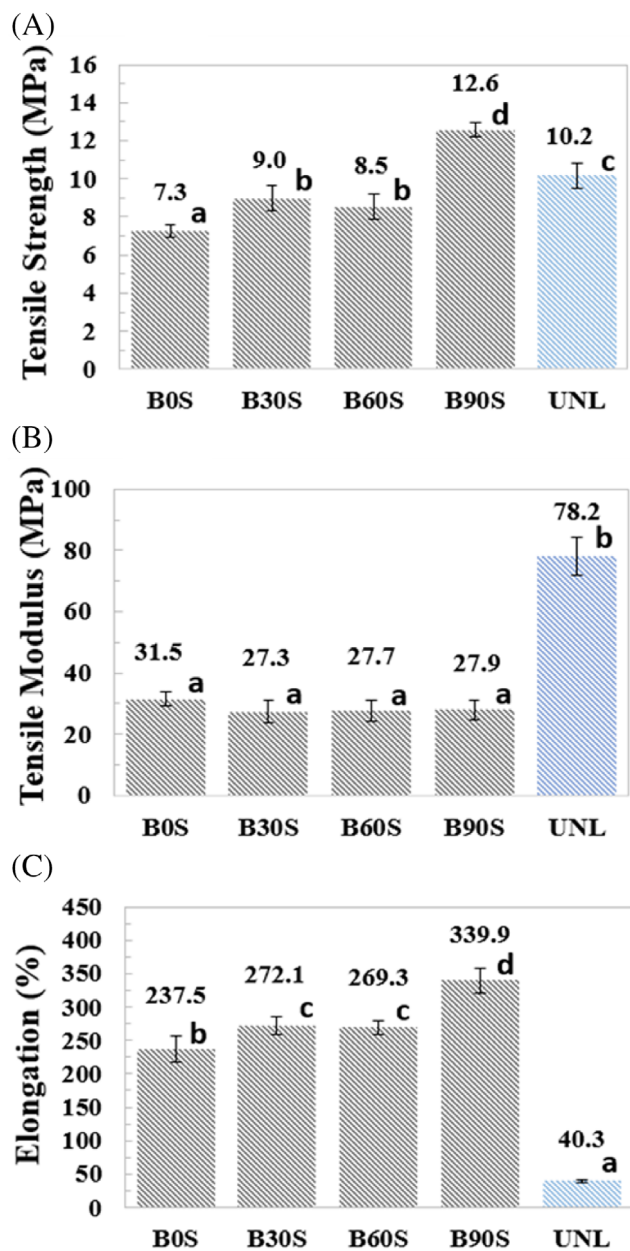 (A)
Tensile Strength (MPa)
16
14
12
10
8
6
4
2
0
7.3
a
9.0
b
8.5
b
12.6
d
10.2
c
B0S B30S B60S B90S UNL
(B)
Tensile Modulus (MPa)
100
80
60
40
20
0
31.5
a
27.3
a
27.7
a
27.9
a
78.2
b
B0S B30S B60S B90S UNL
(C)
Elongation (%)
450
400
350
300
250
200
150
100
50
0
237.5
b
272.1
c
269.3
c
339.9
d
40.3
a
B0S B30S B60S B90S UNL